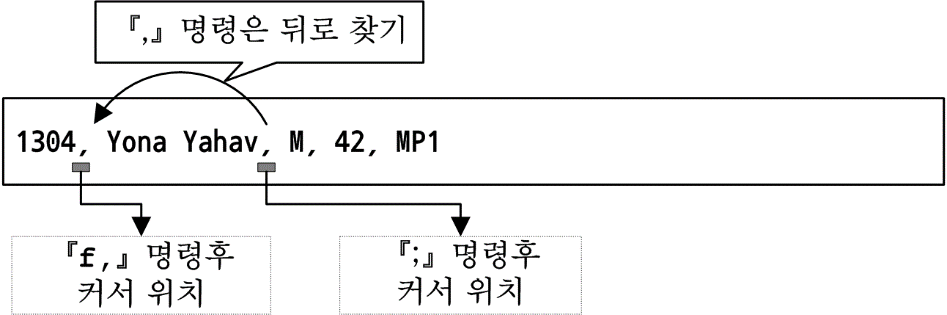 『,』 명령은 뒤로 찾기
1304, Yona Yahav, M, 42, MP1
『f,』 명령후
커서 위치
『;』 명령후
커서 위치